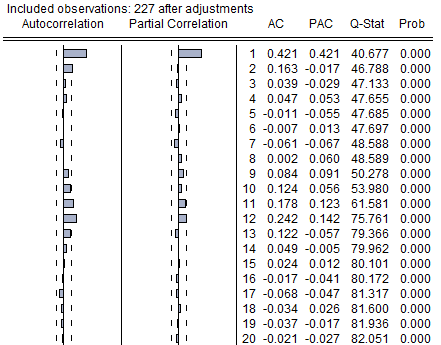 Included observations: 227 after adjustments
Autocorrelation Partial Correlation AC PAC Q-Stat Prob
1 0.421 0.421 40.677 0.000
2 0.163 -0.017 46.788 0.000
3 0.039 -0.029 47.133 0.000
4 0.047 0.053 47.655 0.000
5 -0.011 -0.055 47.685 0.000
6 -0.007 0.013 47.697 0.000
7 -0.061 -0.067 48.588 0.000
8 0.002 0.060 48.589 0.000
9 0.084 0.091 50.278 0.000
10 0.124 0.056 53.980 0.000
11 0.178 0.123 61.581 0.000
12 0.242 0.142 75.761 0.000
13 0.122 -0.057 79.366 0.000
14 0.049 -0.005 79.962 0.000
15 0.024 0.012 80.101 0.000
16 -0.017 -0.041 80.172 0.000
17 -0.068 -0.047 81.317 0.000
18 -0.034 0.026 81.600 0.000
19 -0.037 -0.017 81.936 0.000
20 -0.021 -0.027 82.051 0.000